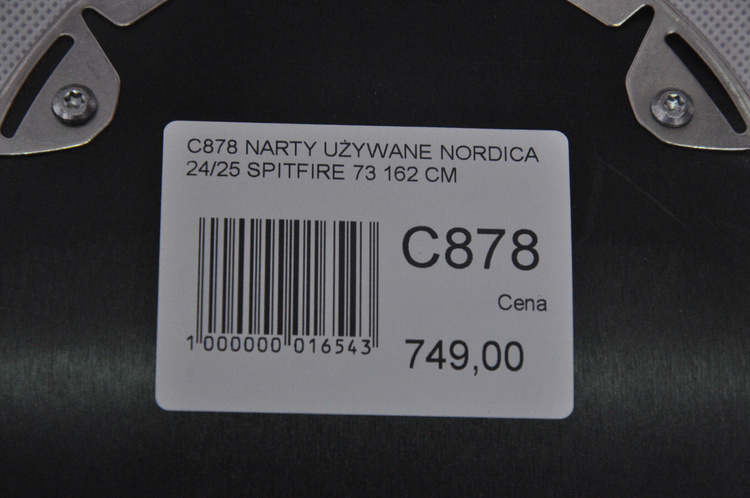 C878 NARTY UŻYWANE NORDICA
24/25 SPITFIRE 73 162 CM
C878
Cena
749,00
1 000000 016543